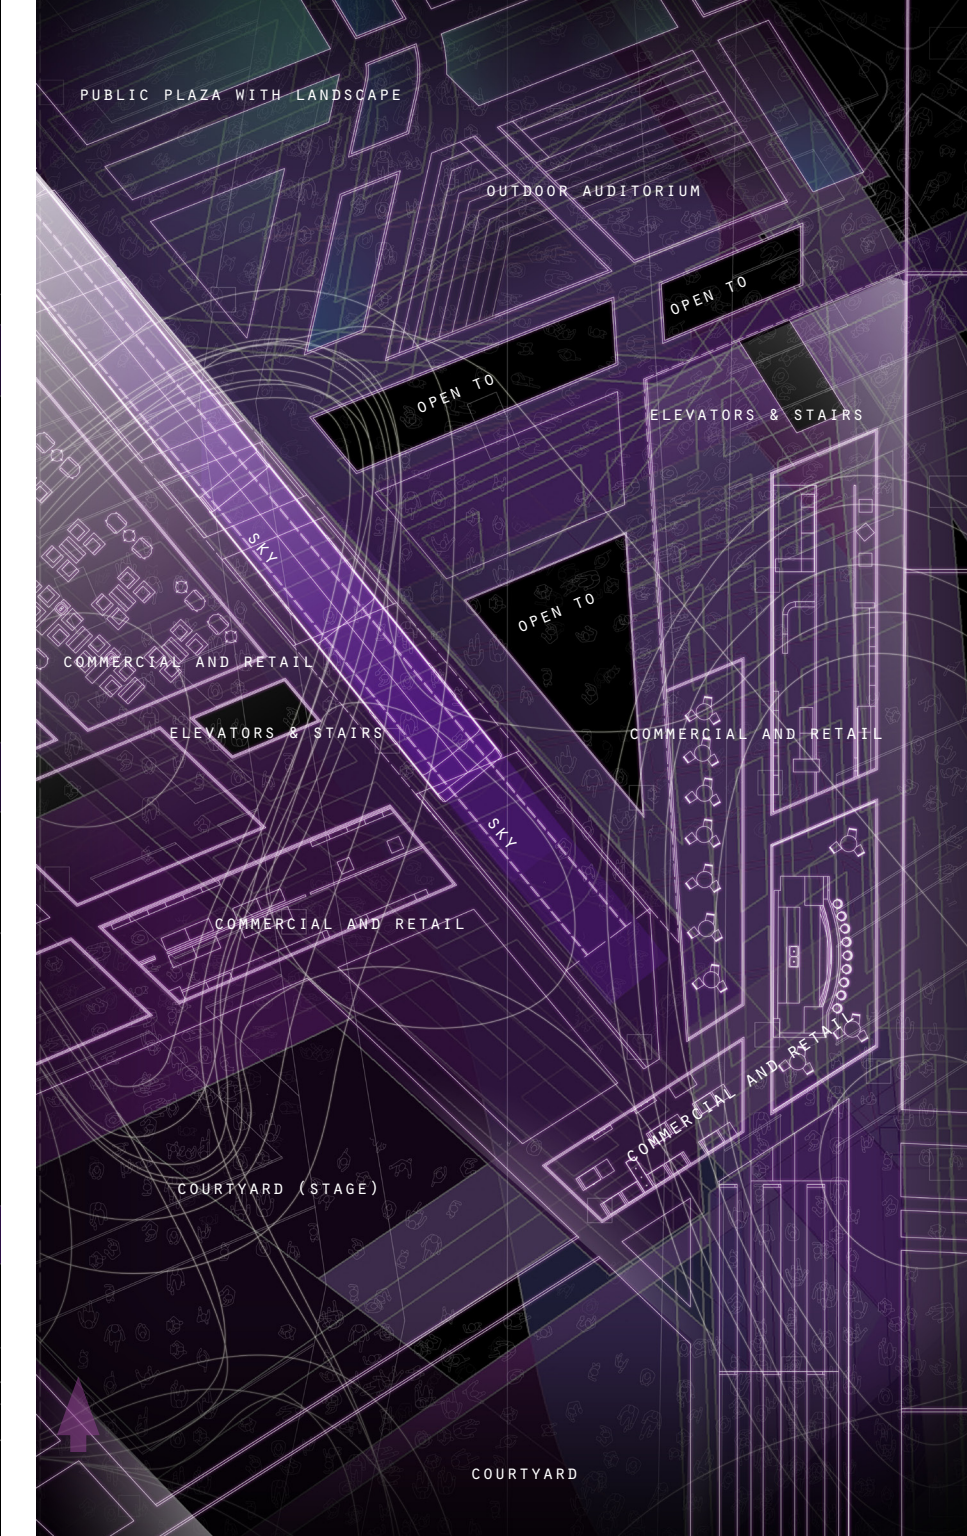 PUBLIC PLAZA WITH LANDSCAPE
OUTDOOR AUDITORIUM
OPEN TO
OPEN TO
ELEVATORS & STAIRS
SKY
OPEN TO
COMMERCIAL AND RETAIL
ELEVATORS & STAIRS
COMMERCIAL AND RETAIL
SKY
COMMERCIAL AND RETAIL
COMMERCIAL AND RETAIL
COURTYARD (STAGE)
COURTYARD